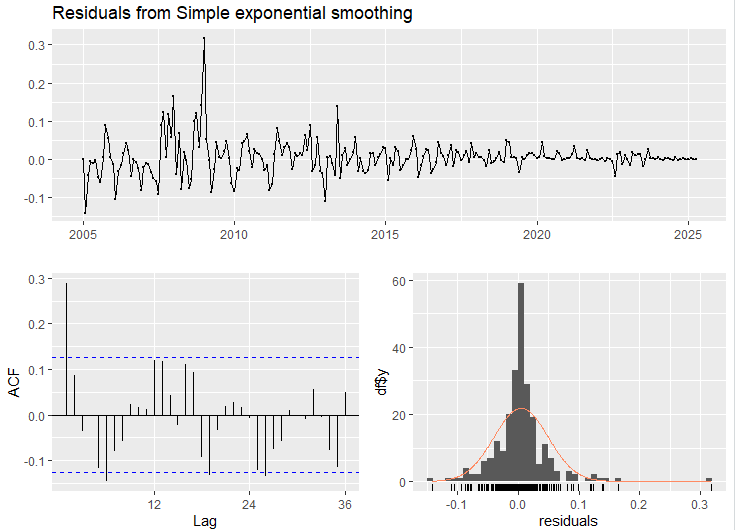 Residuals from Simple exponential smoothing
0.3
0.2
0.1
0.0
-0.1
2005 2010 2015 2020 2025
0.3
0.2
0.1
0.0
-0.1
ACF
12 24 36
Lag
60
40
20
0
df$y
-0.1 0.0 0.1 0.2 0.3
residuals